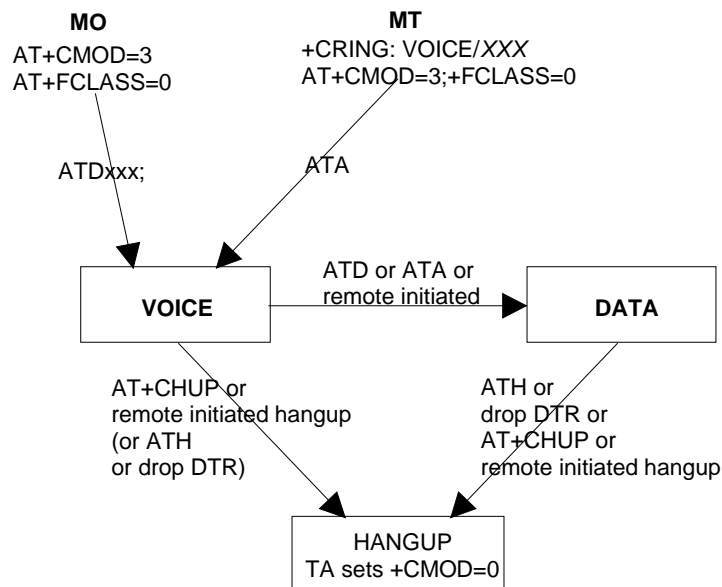 MO
AT+CMOD=3
AT+FCLASS=0
MT
+CRING: VOICE/XXX
AT+CMOD=3;+FCLASS=0
ATDxxx;
ATA
VOICE
ATD or ATA or
remote initiated
DATA
AT+CHUP or
remote initiated hangup
(or ATH
or drop DTR)
ATH or
drop DTR or
AT+CHUP or
remote initiated hangup
HANGUP
TA sets +CMOD=0